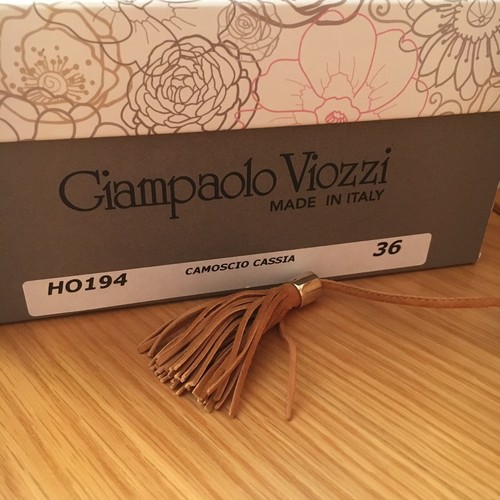 Giampaolo Viozzi
MADE IN ITALY
HO194 CAMOSCIO CASSIA 36